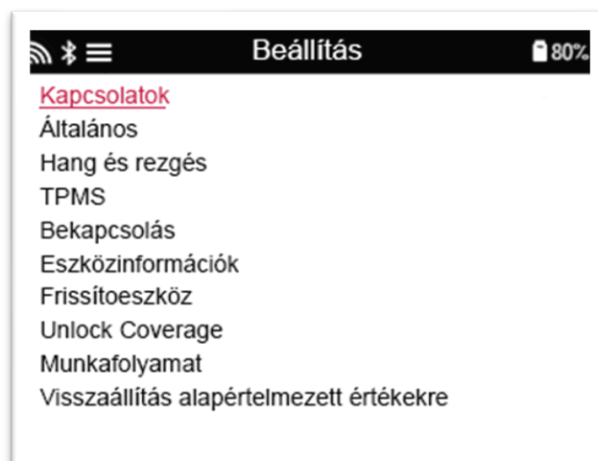 Beállítás 80%
Kapcsolatok
Általános
Hang és rezgés
TPMS
Bekapcsolás
Eszközinformációk
Frissítoeszköz
Unlock Coverage
Munkafolyamat
Visszaállítás alapértelmezett értékekre